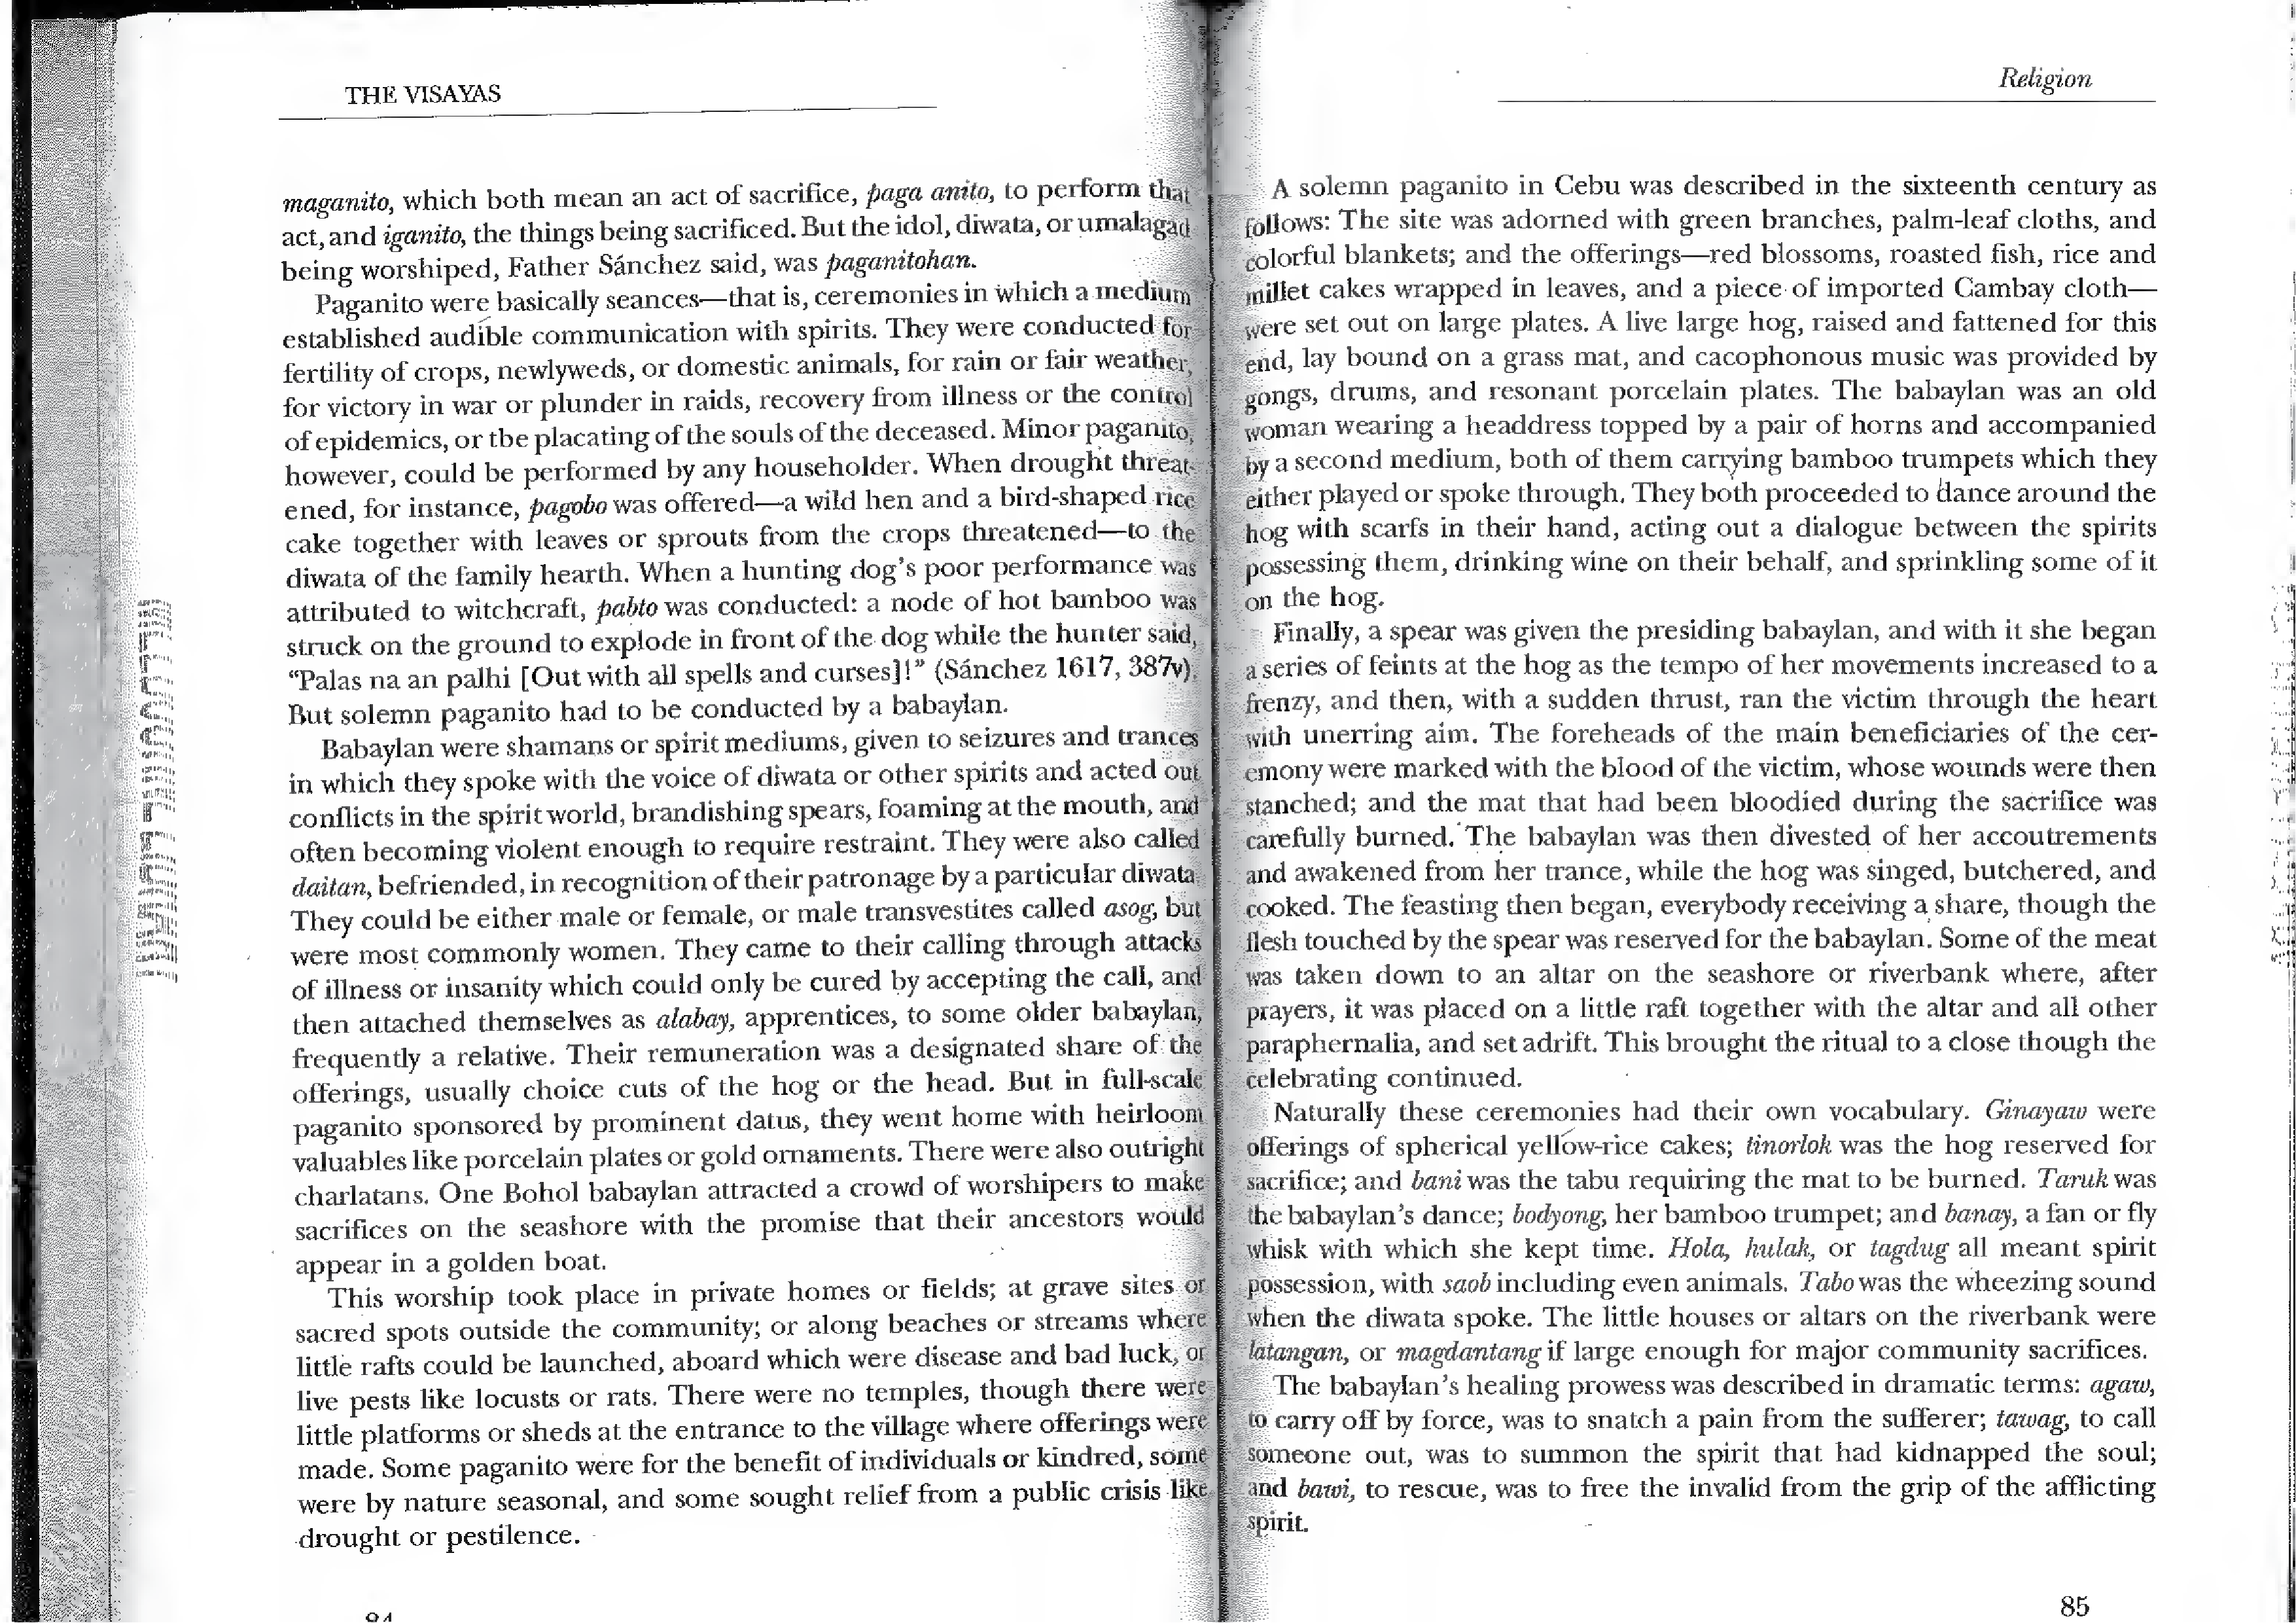 THE VISAYAS
maganito, which both mean an act of sacrifice, paga anito, to perform that
act, and iganito, the things being sacrificed. But the idol, diwata, or umalagad
being worshiped, Father Sánchez said, was paganitohan.
Paganito were basically seances—that is, ceremonies in which a medium
established audible communication with spirits. They were conducted for
fertility of crops, newlyweds, or domestic animals, for rain or fair weather,
for victory in war or plunder in raids, recovery from illness or the control
of epidemics, or the placating of the souls of the deceased. Minor paganito,
however, could be performed by any householder. When drought threat-
ened, for instance, pagobo was offered—a wild hen and a bird-shaped rice
cake together with leaves or sprouts from the crops threatened—to the
diwata of the family hearth. When a hunting dog's poor performance was
attributed to witchcraft, pabto was conducted: a node of hot bamboo was
struck on the ground to explode in front of the dog while the hunter said,
"Palas na an palhi [Out with all spells and curses]!" (Sánchez 1617, 387v).
But solemn paganito had to be conducted by a babaylan.
Babaylan were shamans or spirit mediums, given to seizures and trances
in which they spoke with the voice of diwata or other spirits and acted out
conflicts in the spirit world, brandishing spears, foaming at the mouth, and
often becoming violent enough to require restraint. They were also called
daitan, befriended, in recognition of their patronage by a particular diwata.
They could be either male or female, or male transvestites called asog, but
were most commonly women. They came to their calling through attacks
of illness or insanity which could only be cured by accepting the call, and
then attached themselves as alabay, apprentices, to some older babaylan,
frequently a relative. Their remuneration was a designated share of the
offerings, usually choice cuts of the hog or the head. But in full-scale
paganito sponsored by prominent datus, they went home with heirloom
valuables like porcelain plates or gold ornaments. There were also outright
charlatans. One Bohol babaylan attracted a crowd of worshipers to make
sacrifices on the seashore with the promise that their ancestors would
appear in a golden boat.
This worship took place in private homes or fields; at grave sites or
sacred spots outside the community; or along beaches or streams where
little rafts could be launched, aboard which were disease and bad luck, or
live pests like locusts or rats. There were no temples, though there were
little platforms or sheds at the entrance to the village where offerings were
made. Some paganito were for the benefit of individuals or kindred, some
were by nature seasonal, and some sought relief from a public crisis like
drought or pestilence.
Religion
A solemn paganito in Cebu was described in the sixteenth century as
follows: The site was adorned with green branches, palm-leaf cloths, and
colorful blankets; and the offerings—red blossoms, roasted fish, rice and
millet cakes wrapped in leaves, and a piece of imported Cambay cloth—
were set out on large plates. A live large hog, raised and fattened for this
end, lay bound on a grass mat, and cacophonous music was provided by
gongs, drums, and resonant porcelain plates. The babaylan was an old
woman wearing a headdress topped by a pair of horns and accompanied
by a second medium, both of them carrying bamboo trumpets which they
either played or spoke through. They both proceeded to dance around the
hog with scarfs in their hand, acting out a dialogue between the spirits
possessing them, drinking wine on their behalf, and sprinkling some of it
on the hog.
Finally, a spear was given the presiding babaylan, and with it she began
a series of feints at the hog as the tempo of her movements increased to a
frenzy, and then, with a sudden thrust, ran the victim through the heart
with unerring aim. The foreheads of the main beneficiaries of the cer-
emony were marked with the blood of the victim, whose wounds were then
stanched; and the mat that had been bloodied during the sacrifice was
carefully burned. The babaylan was then divested of her accoutrements
and awakened from her trance, while the hog was singed, butchered, and
cooked. The feasting then began, everybody receiving a share, though the
flesh touched by the spear was reserved for the babaylan. Some of the meat
was taken down to an altar on the seashore or riverbank where, after
prayers, it was placed on a little raft together with the altar and all other
paraphernalia, and set adrift. This brought the ritual to a close though the
celebrating continued.
Naturally these ceremonies had their own vocabulary. Ginayaw were
offerings of spherical yellow-rice cakes; tinorlok was the hog reserved for
sacrifice; and bani was the tabu requiring the mat to be burned. Taruk was
the babaylan's dance; bodyong, her bamboo trumpet; and banay, a fan or fly
whisk with which she kept time. Hola, hulak, or tagdug all meant spirit
possession, with saob including even animals. Tabo was the wheezing sound
when the diwata spoke. The little houses or altars on the riverbank were
latangan, or magdantang if large enough for major community sacrifices.
The babaylan's healing prowess was described in dramatic terms: agaw,
to carry off by force, was to snatch a pain from the sufferer; tawag, to call
someone out, was to summon the spirit that had kidnapped the soul;
and bawi, to rescue, was to free the invalid from the grip of the afflicting
spirit.
85